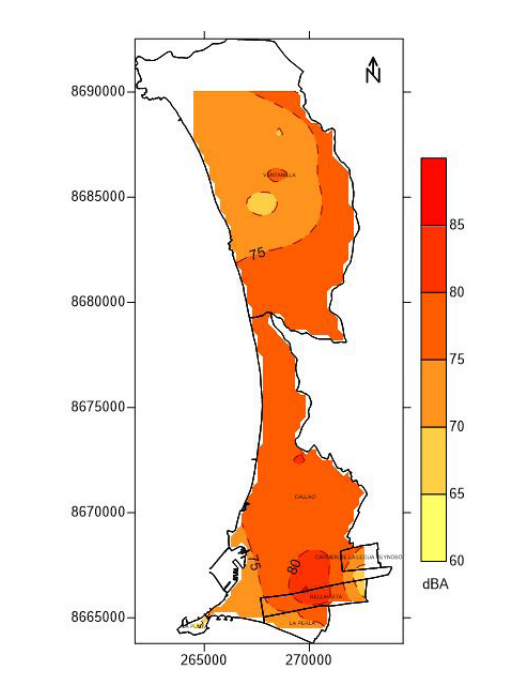 N
8690000
8685000
8680000
8675000
8670000
8665000
265000
270000
VENTANILLA
75
CALLAO
CARMEN DE LA LEGUA REYNOSO
75
80
BELLAVISTA
LA PERLA
85
80
75
70
65
60
dBA